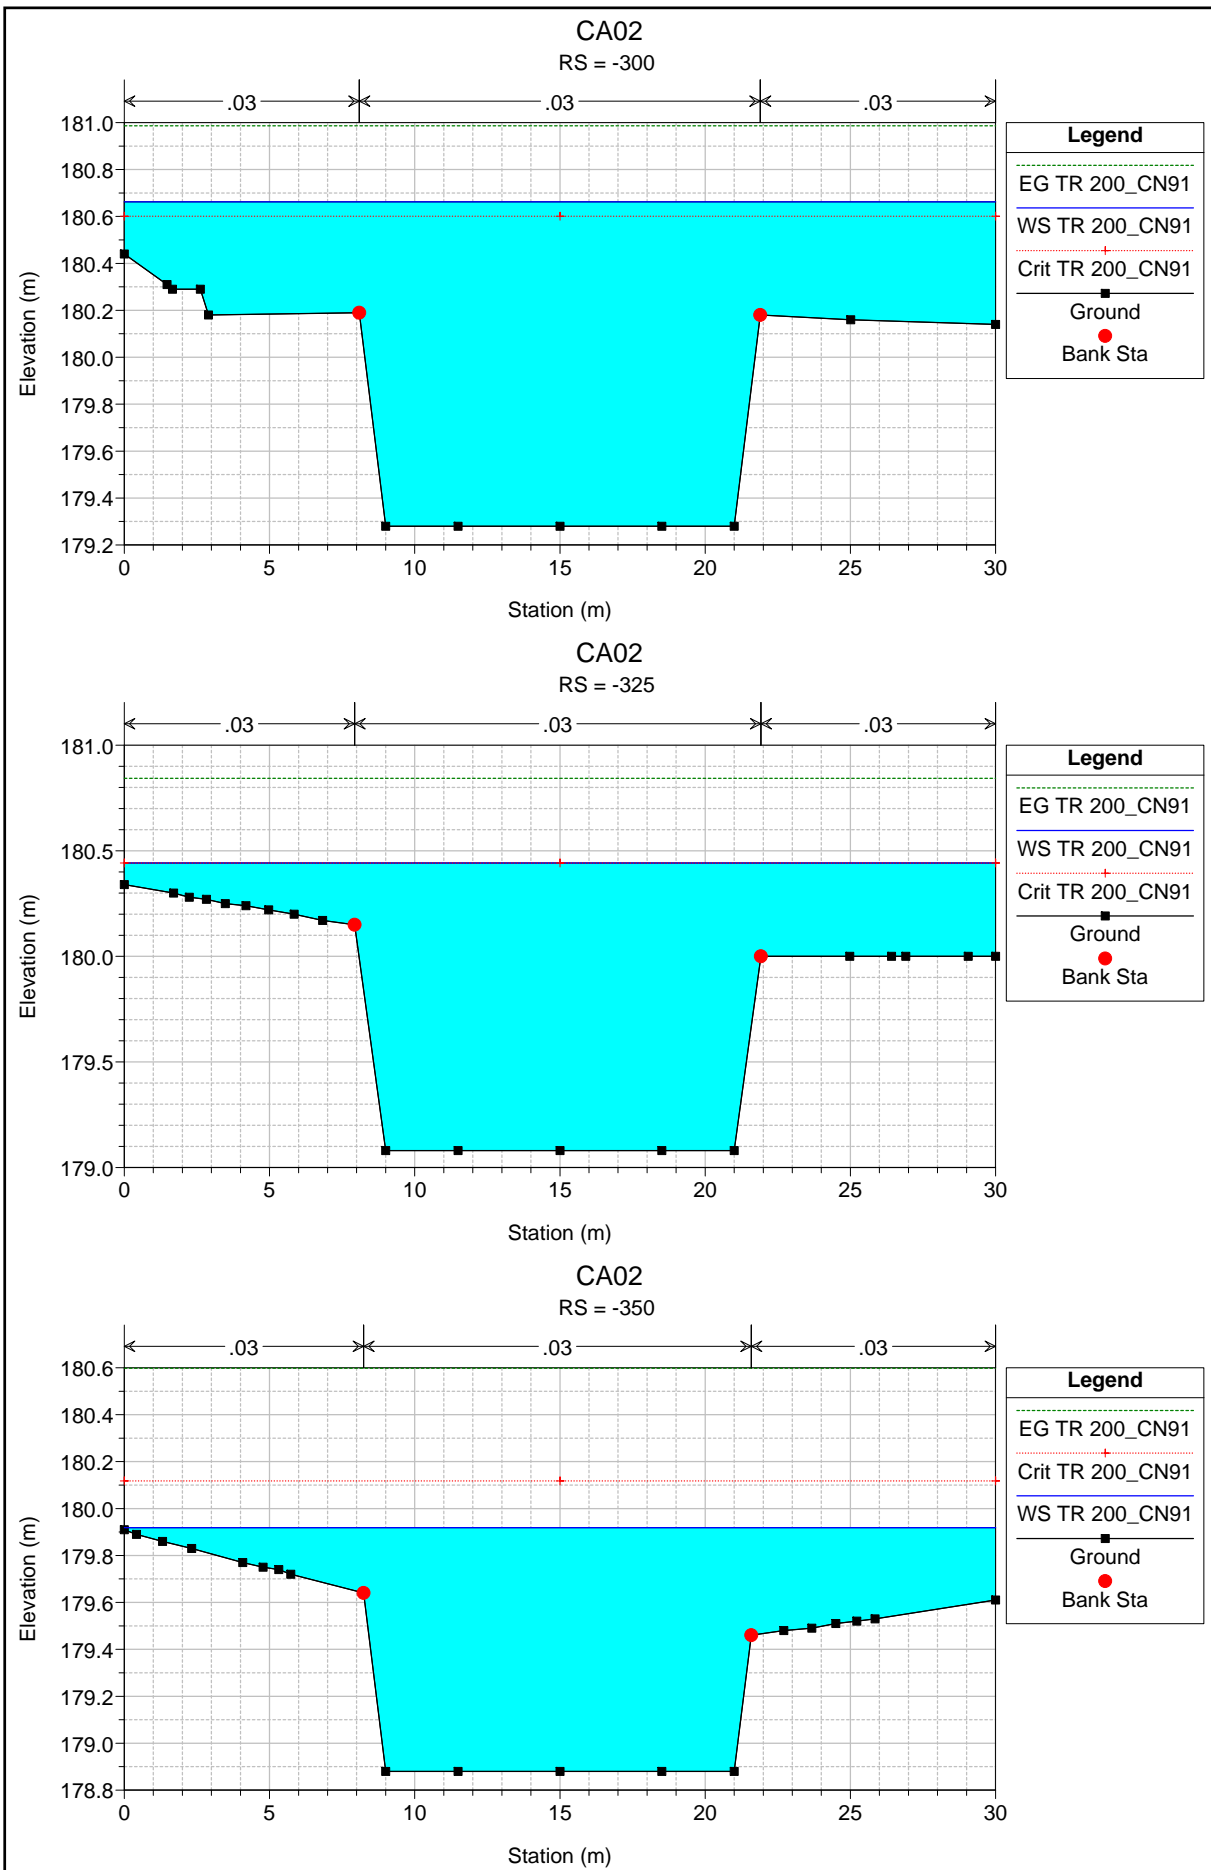 CA02
RS = -300
.03 .03 .03
181.0
180.8
180.6
180.4
180.2
180.0
179.8
179.6
179.4
179.2
Elevation (m)
0 5 10 15 20 25 30
Station (m)
Legend
EG TR 200_CN91
WS TR 200_CN91
Crit TR 200_CN91
Ground
Bank Sta
CA02
RS = -325
.03 .03 .03
181.0
180.5
180.0
179.5
179.0
Elevation (m)
0 5 10 15 20 25 30
Station (m)
Legend
EG TR 200_CN91
WS TR 200_CN91
Crit TR 200_CN91
Ground
Bank Sta
CA02
RS = -350
.03 .03 .03
180.6
180.4
180.2
180.0
179.8
179.6
179.4
179.2
179.0
178.8
Elevation (m)
0 5 10 15 20 25 30
Station (m)
Legend
EG TR 200_CN91
Crit TR 200_CN91
WS TR 200_CN91
Ground
Bank Sta